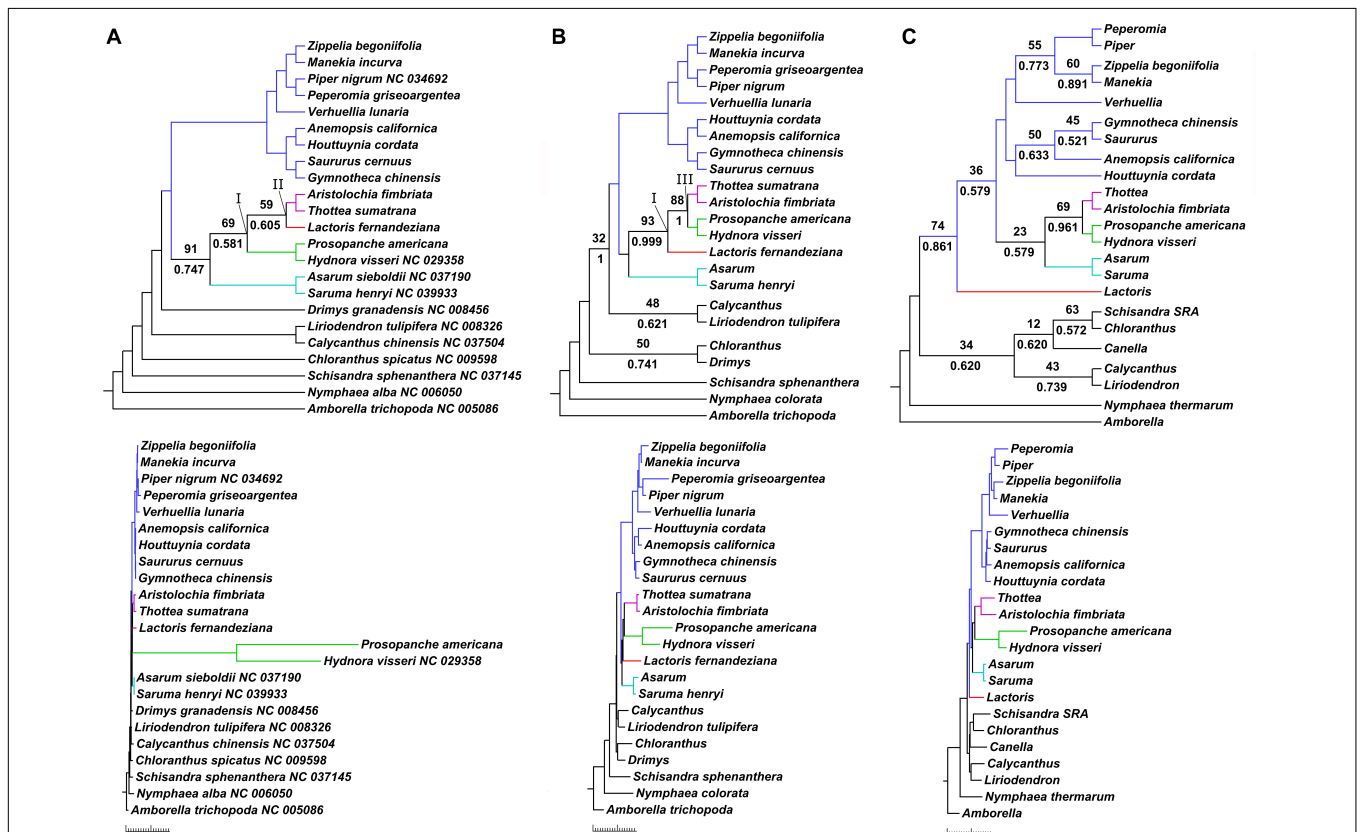 A
Zippelia begoniifolia
Manekia incurva
Piper nigrum NC 034692
Peperomia griseoargentea
Verhuellia lunaria
Anemopsis californica
Houttuynia cordata
Saururus cernuus
Gymnotheca chinensis
II
I
59
0.605
69
0.581
91
0.747
Aristolochia fimbriata
Thottea sumatrana
Lactoris fernandeziana
Prosopanche americana
Hydnora visseri NC 029358
Asarum sieboldii NC 037190
Saruma henryi NC 039933
Drimys granadensis NC 008456
Liriodendron tulipifera NC 008326
Calycanthus chinensis NC 037504
Chloranthus spicatus NC 009598
Schisandra sphenanthera NC 037145
Nymphaea alba NC 006050
Amborella trichopoda NC 005086
B
Zippelia begoniifolia
Manekia incurva
Peperomia griseoargentea
Piper nigrum
Verhuellia lunaria
Houttuynia cordata
Anemopsis californica
Gymnotheca chinensis
Saururus cernuus
III
I
88
1
93
0.999
32
1
Thottea sumatrana
Aristolochia fimbriata
Prosopanche americana
Hydnora visseri
Lactoris fernandeziana
Asarum
Saruma henryi
48
0.621
Calycanthus
Liriodendron tulipifera
50
0.741
Chloranthus
Drimys
Schisandra sphenanthera
Nymphaea colorata
Amborella trichopoda
C
Peperomia
Piper
55
0.773
60
0.891
Zippelia begoniifolia
Manekia
Verhuellia
45
0.521
50
0.633
Gymnotheca chinensis
Saururus
Anemopsis californica
Houttuynia cordata
36
0.579
Thottea
Aristolochia fimbriata
69
0.961
Prosopanche americana
Hydnora visseri
74
0.861
23
0.579
Asarum
Saruma
Lactoris
63
0.572
12
0.620
Schisandra SRA
Chloranthus
Canella
34
0.620
43
0.739
Calycanthus
Liriodendron
Nymphaea thermarum
Amborella
Zippelia begoniifolia
Manekia incurva
Piper nigrum NC 034692
Peperomia griseoargentea
Verhuellia lunaria
Anemopsis californica
Houttuynia cordata
Saururus cernuus
Gymnotheca chinensis
Aristolochia fimbriata
Thottea sumatrana
Lactoris fernandeziana
Prosopanche americana
Hydnora visseri NC 029358
Asarum sieboldii NC 037190
Saruma henryi NC 039933
Drimys granadensis NC 008456
Liriodendron tulipifera NC 008326
Calycanthus chinensis NC 037504
Chloranthus spicatus NC 009598
Schisandra sphenanthera NC 037145
Nymphaea alba NC 006050
Amborella trichopoda NC 005086
Zippelia begoniifolia
Manekia incurva
Peperomia griseoargentea
Piper nigrum
Verhuellia lunaria
Houttuynia cordata
Anemopsis californica
Gymnotheca chinensis
Saururus cernuus
Thottea sumatrana
Aristolochia fimbriata
Prosopanche americana
Hydnora visseri
Lactoris fernandeziana
Asarum
Saruma henryi
Calycanthus
Liriodendron tulipifera
Chloranthus
Drimys
Schisandra sphenanthera
Nymphaea colorata
Amborella trichopoda
Peperomia
Piper
Zippelia begoniifolia
Manekia
Verhuellia
Gymnotheca chinensis
Saururus
Anemopsis californica
Houttuynia cordata
Thottea
Aristolochia fimbriata
Prosopanche americana
Hydnora visseri
Asarum
Saruma
Lactoris
Schisandra SRA
Chloranthus
Canella
Calycanthus
Liriodendron
Nymphaea thermarum
Amborella